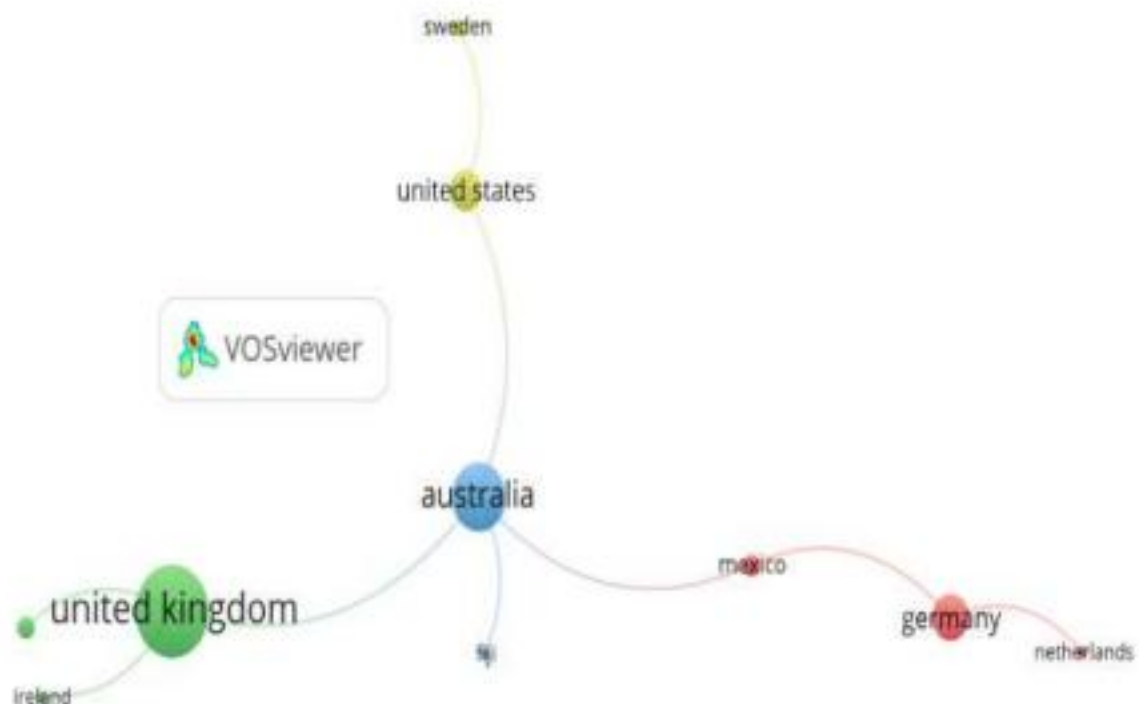 sweden
united states
VOSviewer
australia
mexico
united kingdom
germany
netherlands
ireland